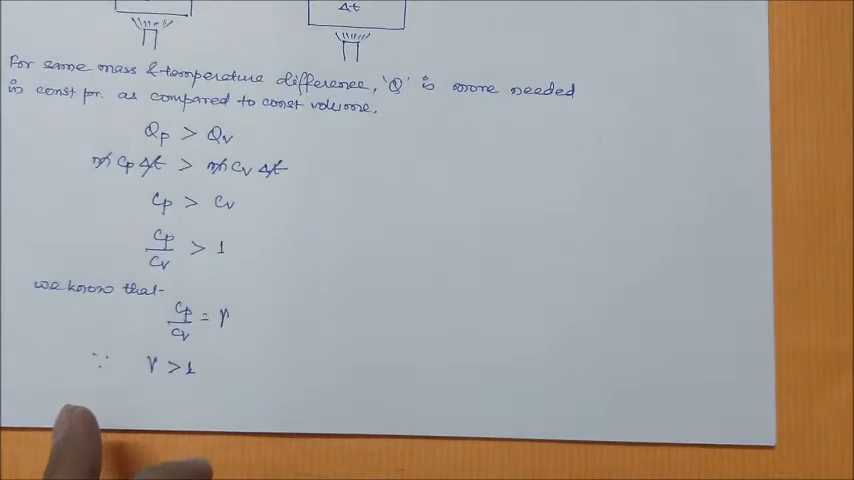 Δt
For same mass & temperature difference, 'Q' is more needed
in const pr. as compared to const volume.
Qp > Qv
m Cp Δt > m Cv Δt
Cp > Cv
Cp/Cv > 1
we know that-
Cp/Cv = γ
∵ γ > 1